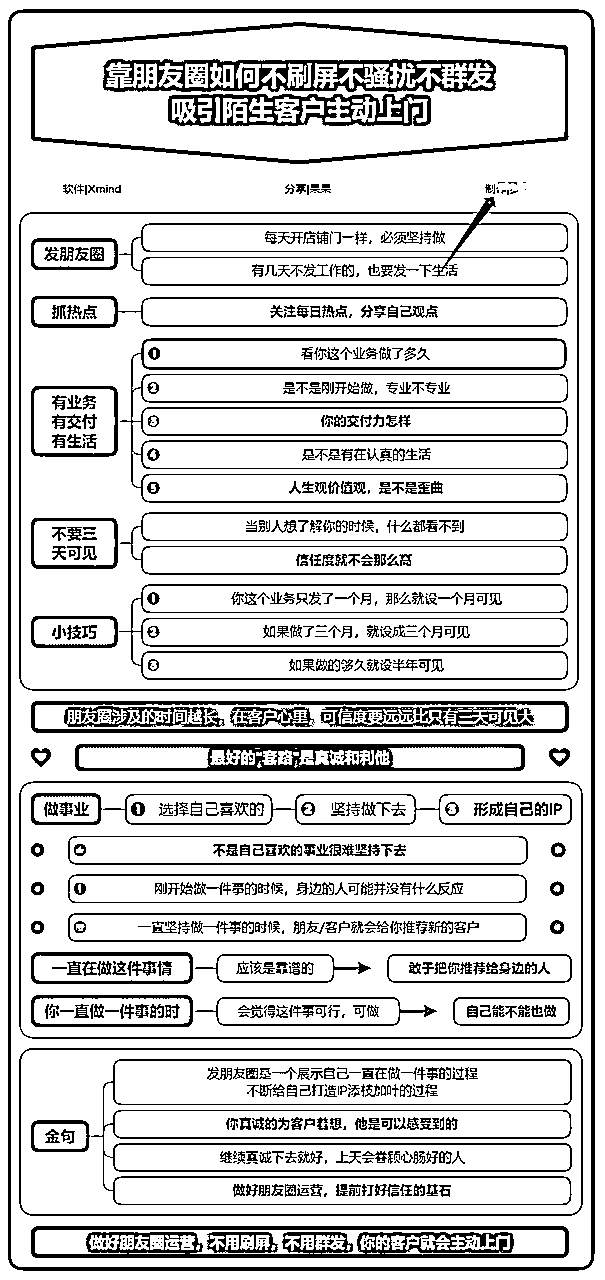 靠朋友圈如何不刷屏不骚扰不群发
吸引陌生客户主动上门
软件|Xmind
分享|果果
发朋友圈
每天开店铺门一样，必须坚持做
有几天不发工作的，也要发一下生活
抓热点
关注每日热点，分享自己观点
有业务
有交付
有生活
1 看你这个业务做了多久
2 是不是刚开始做，专业不专业
3 你的交付力怎样
4 是不是有在认真的生活
5 人生观价值观，是不是歪曲
不要三
天可见
当别人想了解你的时候，什么都看不到
信任度就不会那么高
小技巧
1 你这个业务只发了一个月，那么就设一个月可见
2 如果做了三个月，就设成三个月可见
3 如果做的够久就设半年可见
朋友圈涉及的时间越长，在客户心里，可信度要远远比只有三天可见大
最好的“套路”是真诚和利他
做事业
1 选择自己喜欢的
2 坚持做下去
3 形成自己的IP
不是自己喜欢的事业很难坚持下去
刚开始做一件事的时候，身边的人可能并没有什么反应
一直坚持做一件事的时候，朋友/客户就会给你推荐新的客户
一直在做这件事情
应该是靠谱的
敢于把你推荐给身边的人
你一直做一件事的时
会觉得这件事可行，可做
自己能不能也做
金句
发朋友圈是一个展示自己一直在做一件事的过程
不断给自己打造IP添枝加叶的过程
你真诚的为客户着想，他是可以感受到的
继续真诚下去就好，上天会眷顾心肠好的人
做好朋友圈运营，提前打好信任的基石
做好朋友圈运营，不用刷屏，不用群发，你的客户就会主动上门